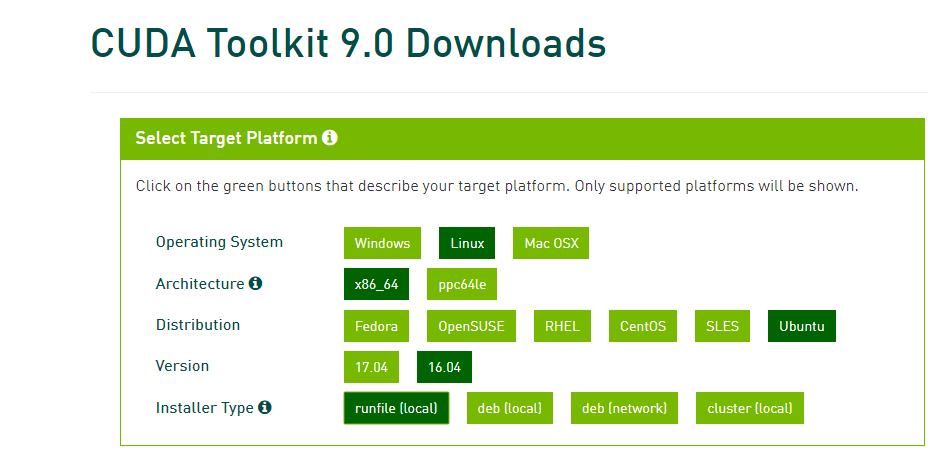 CUDA Toolkit 9.0 Downloads
Select Target Platform
Click on the green buttons that describe your target platform. Only supported platforms will be shown.
Operating System Windows Linux Mac OSX
Architecture x86_64 ppc64le
Distribution Fedora OpenSUSE RHEL CentOS SLES Ubuntu
Version 17.04 16.04
Installer Type runfile (local) deb (local) deb (network) cluster (local)